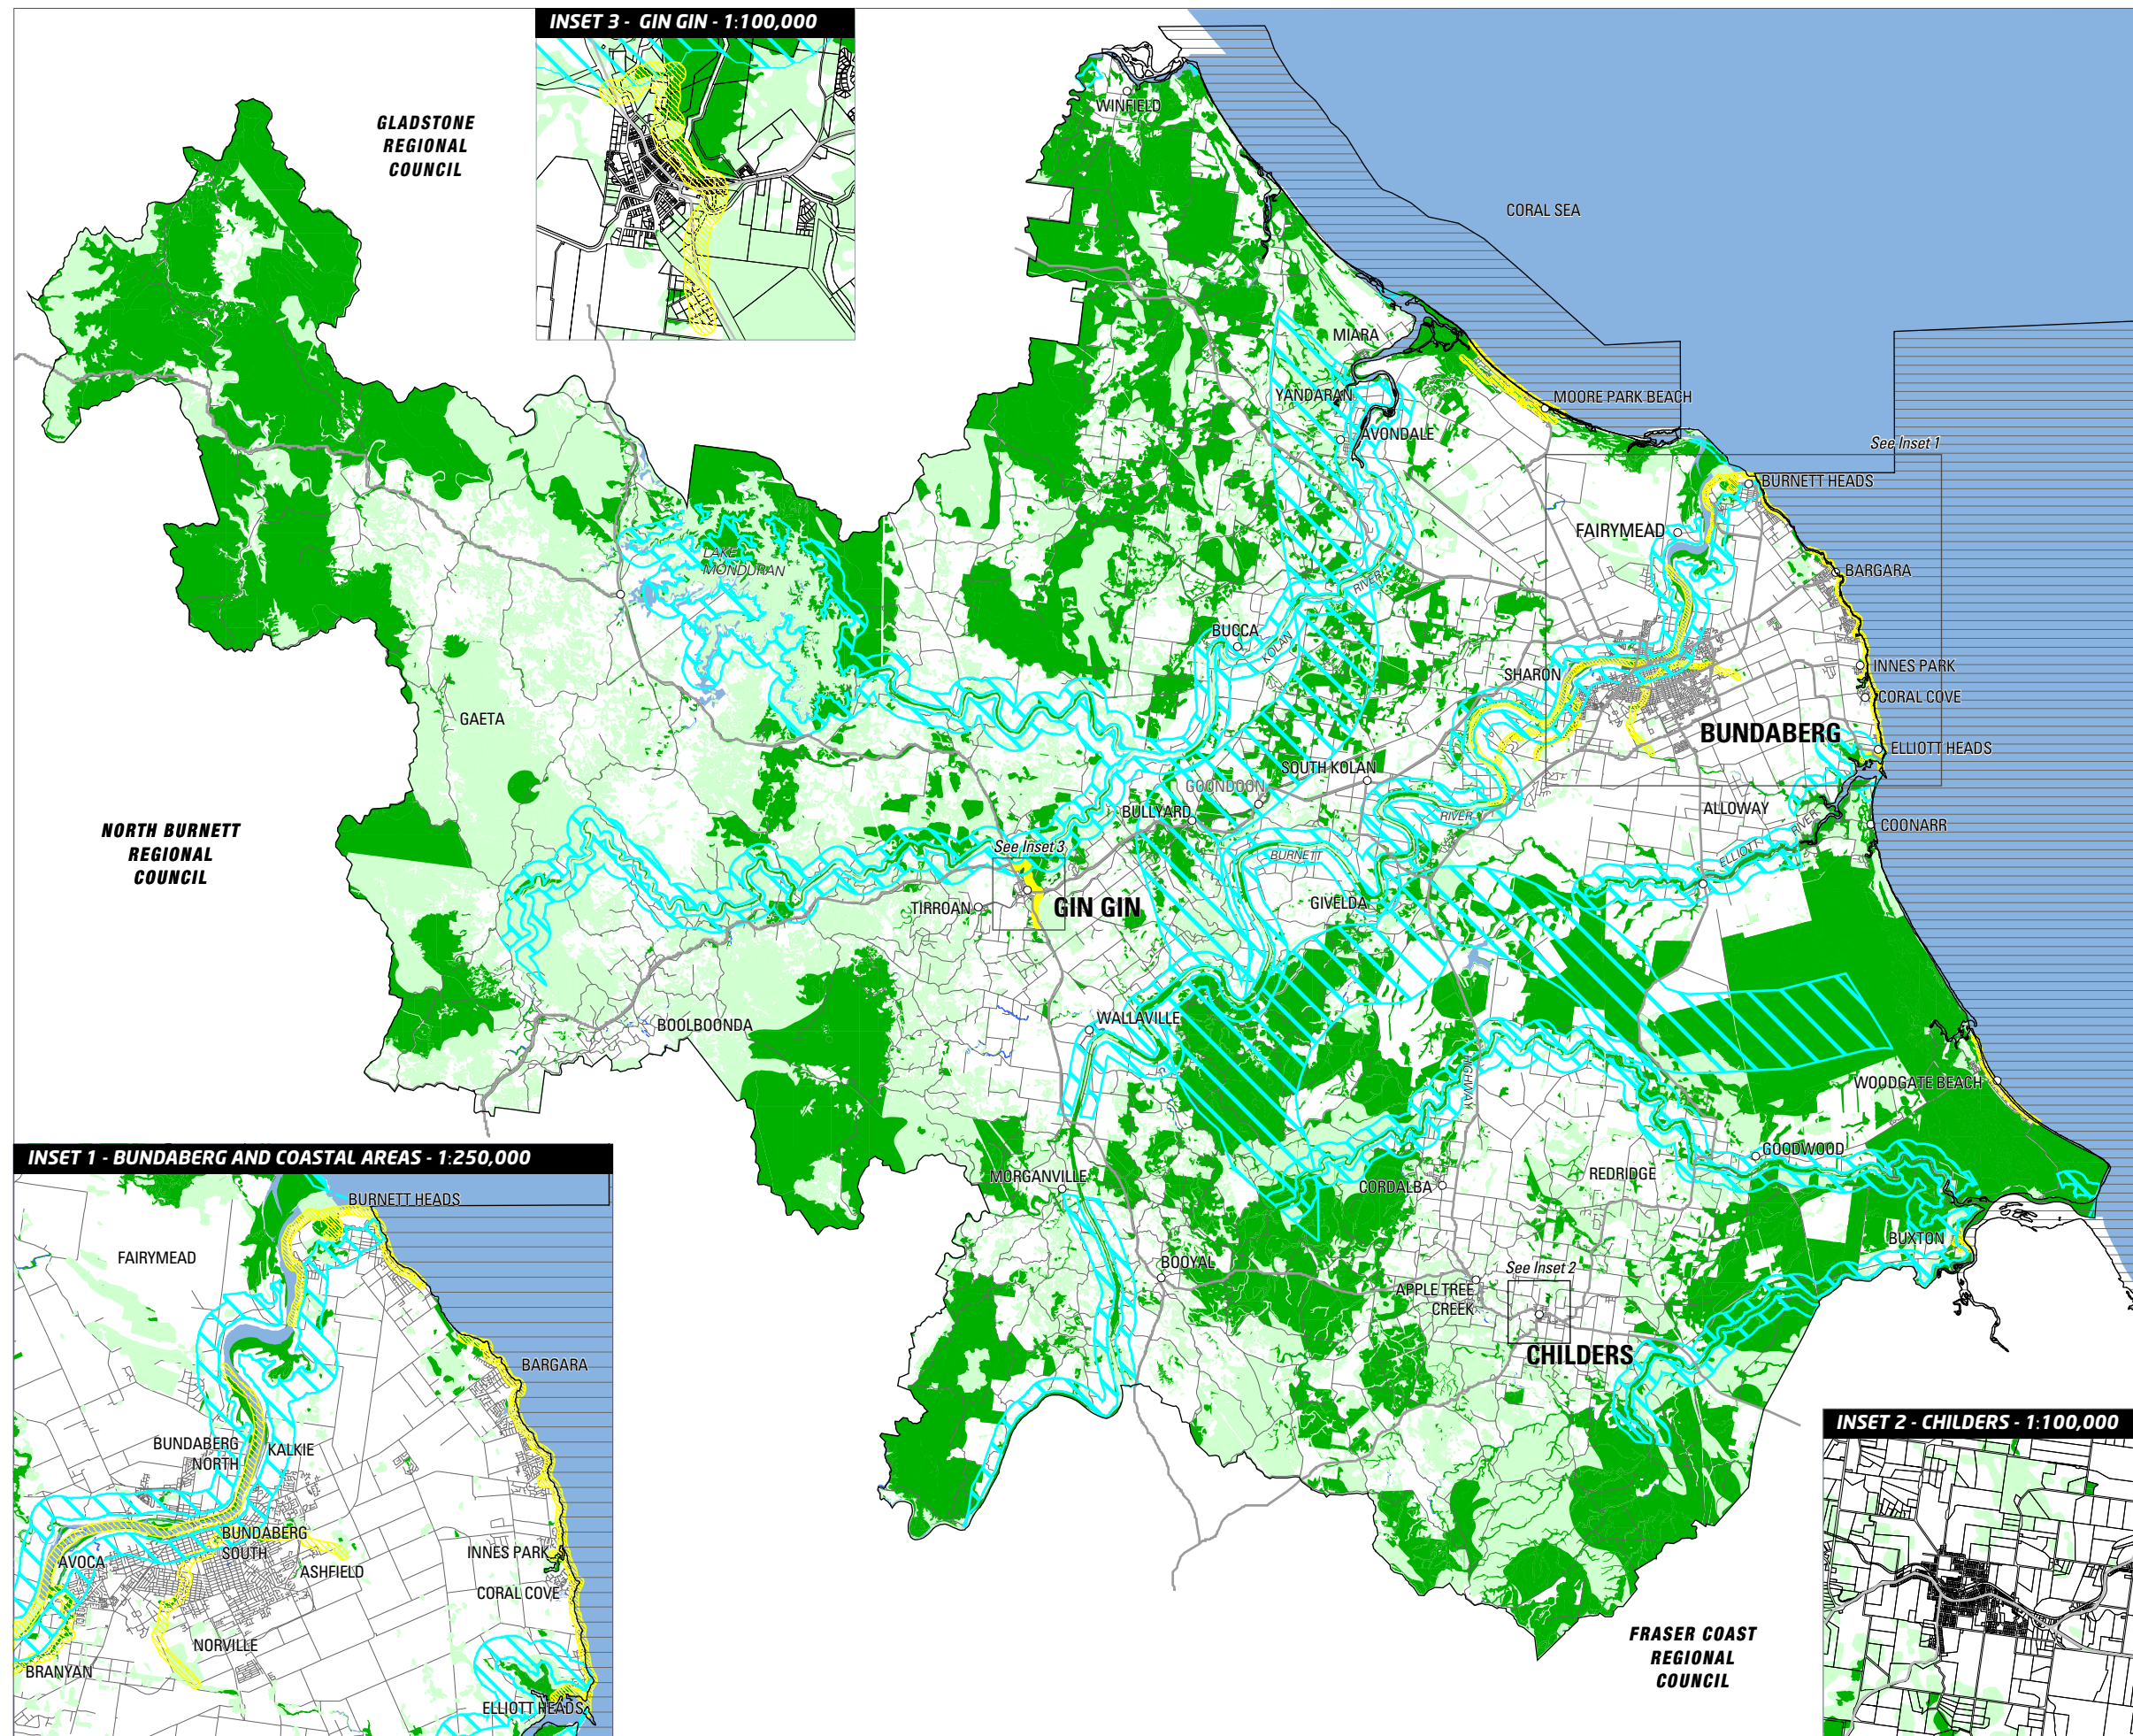 INSET 3 - GIN GIN - 1:100,000
GLADSTONE
REGIONAL
COUNCIL
WINFIELD
CORAL SEA
MIARA
YANDARAN
MOORE PARK BEACH
AVONDALE
See Inset 1
BURNETT HEADS
FAIRYMEAD
LAKE
MONDURAN
BARGARA
RIVER
BUCCA
KOLAN
INNES PARK
SHARON
CORAL COVE
GAETA
BUNDABERG
ELLIOTT HEADS
SOUTH KOLAN
GOONDOON
BULLYARD
RIVER
ALLOWAY
COONARR
RIVER
ELLIOTT
NORTH BURNETT
REGIONAL
COUNCIL
See Inset 3
BURNETT
TIRROAN
GIN GIN
GIVELDA
WALLAVILLE
BOOLBOONDA
HIGHWAY
WOODGATE BEACH
GOODWOOD
MORGANVILLE
CORDALBA
REDRIDGE
BUXTON
BOOYAL
See Inset 2
APPLE TREE
CREEK
CHILDERS
INSET 1 - BUNDABERG AND COASTAL AREAS - 1:250,000
BURNETT HEADS
FAIRYMEAD
BARGARA
BUNDABERG
NORTH
KALKIE
BUNDABERG
SOUTH
AVOCA
ASHFIELD
INNES PARK
CORAL COVE
NORVILLE
BRANYAN
ELLIOTT HEADS
INSET 2 - CHILDERS - 1:100,000
FRASER COAST
REGIONAL
COUNCIL